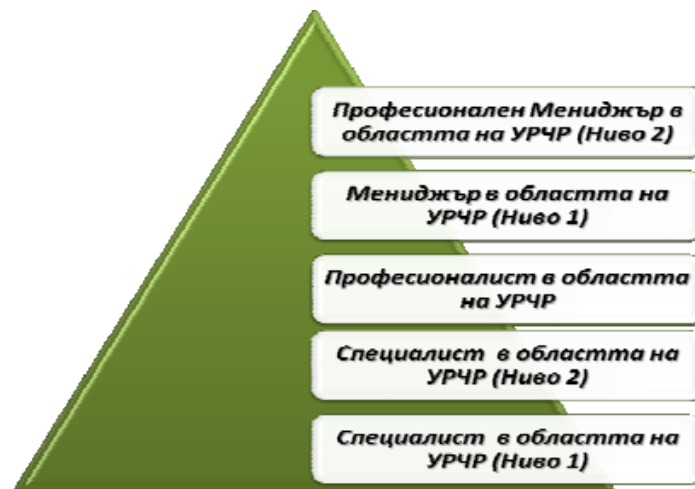 Професионален Мениджър в
областта на УРЧР (Ниво 2)
Мениджър в областта на
УРЧР (Ниво 1)
Професионалист в областта
на УРЧР
Специалист в областта на
УРЧР (Ниво 2)
Специалист в областта на
УРЧР (Ниво 1)